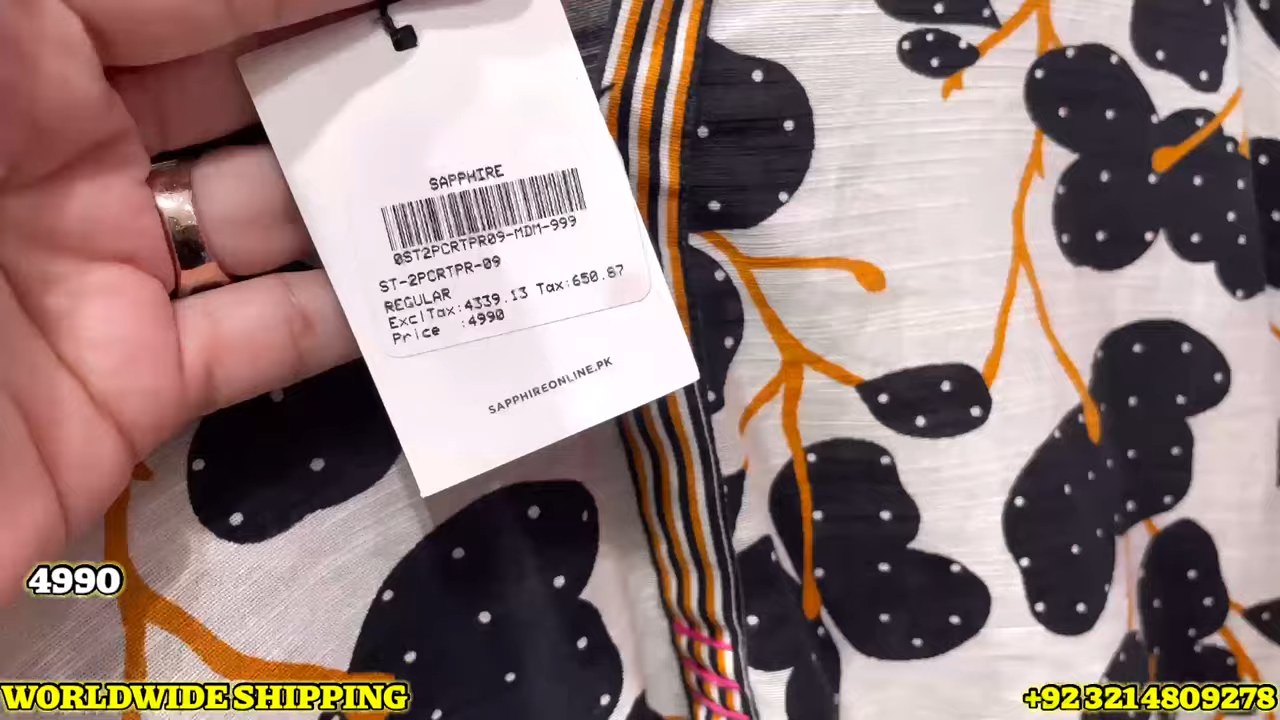 SAPPHIRE
0ST2PCRTPR09-MDM-999
ST-2PCRTPR-09
REGULAR
ExclTax:4339.13 Tax:650.87
Price :4990
SAPPHIREONLINE.PK
4990
WORLDWIDE SHIPPING
+92 3214809278